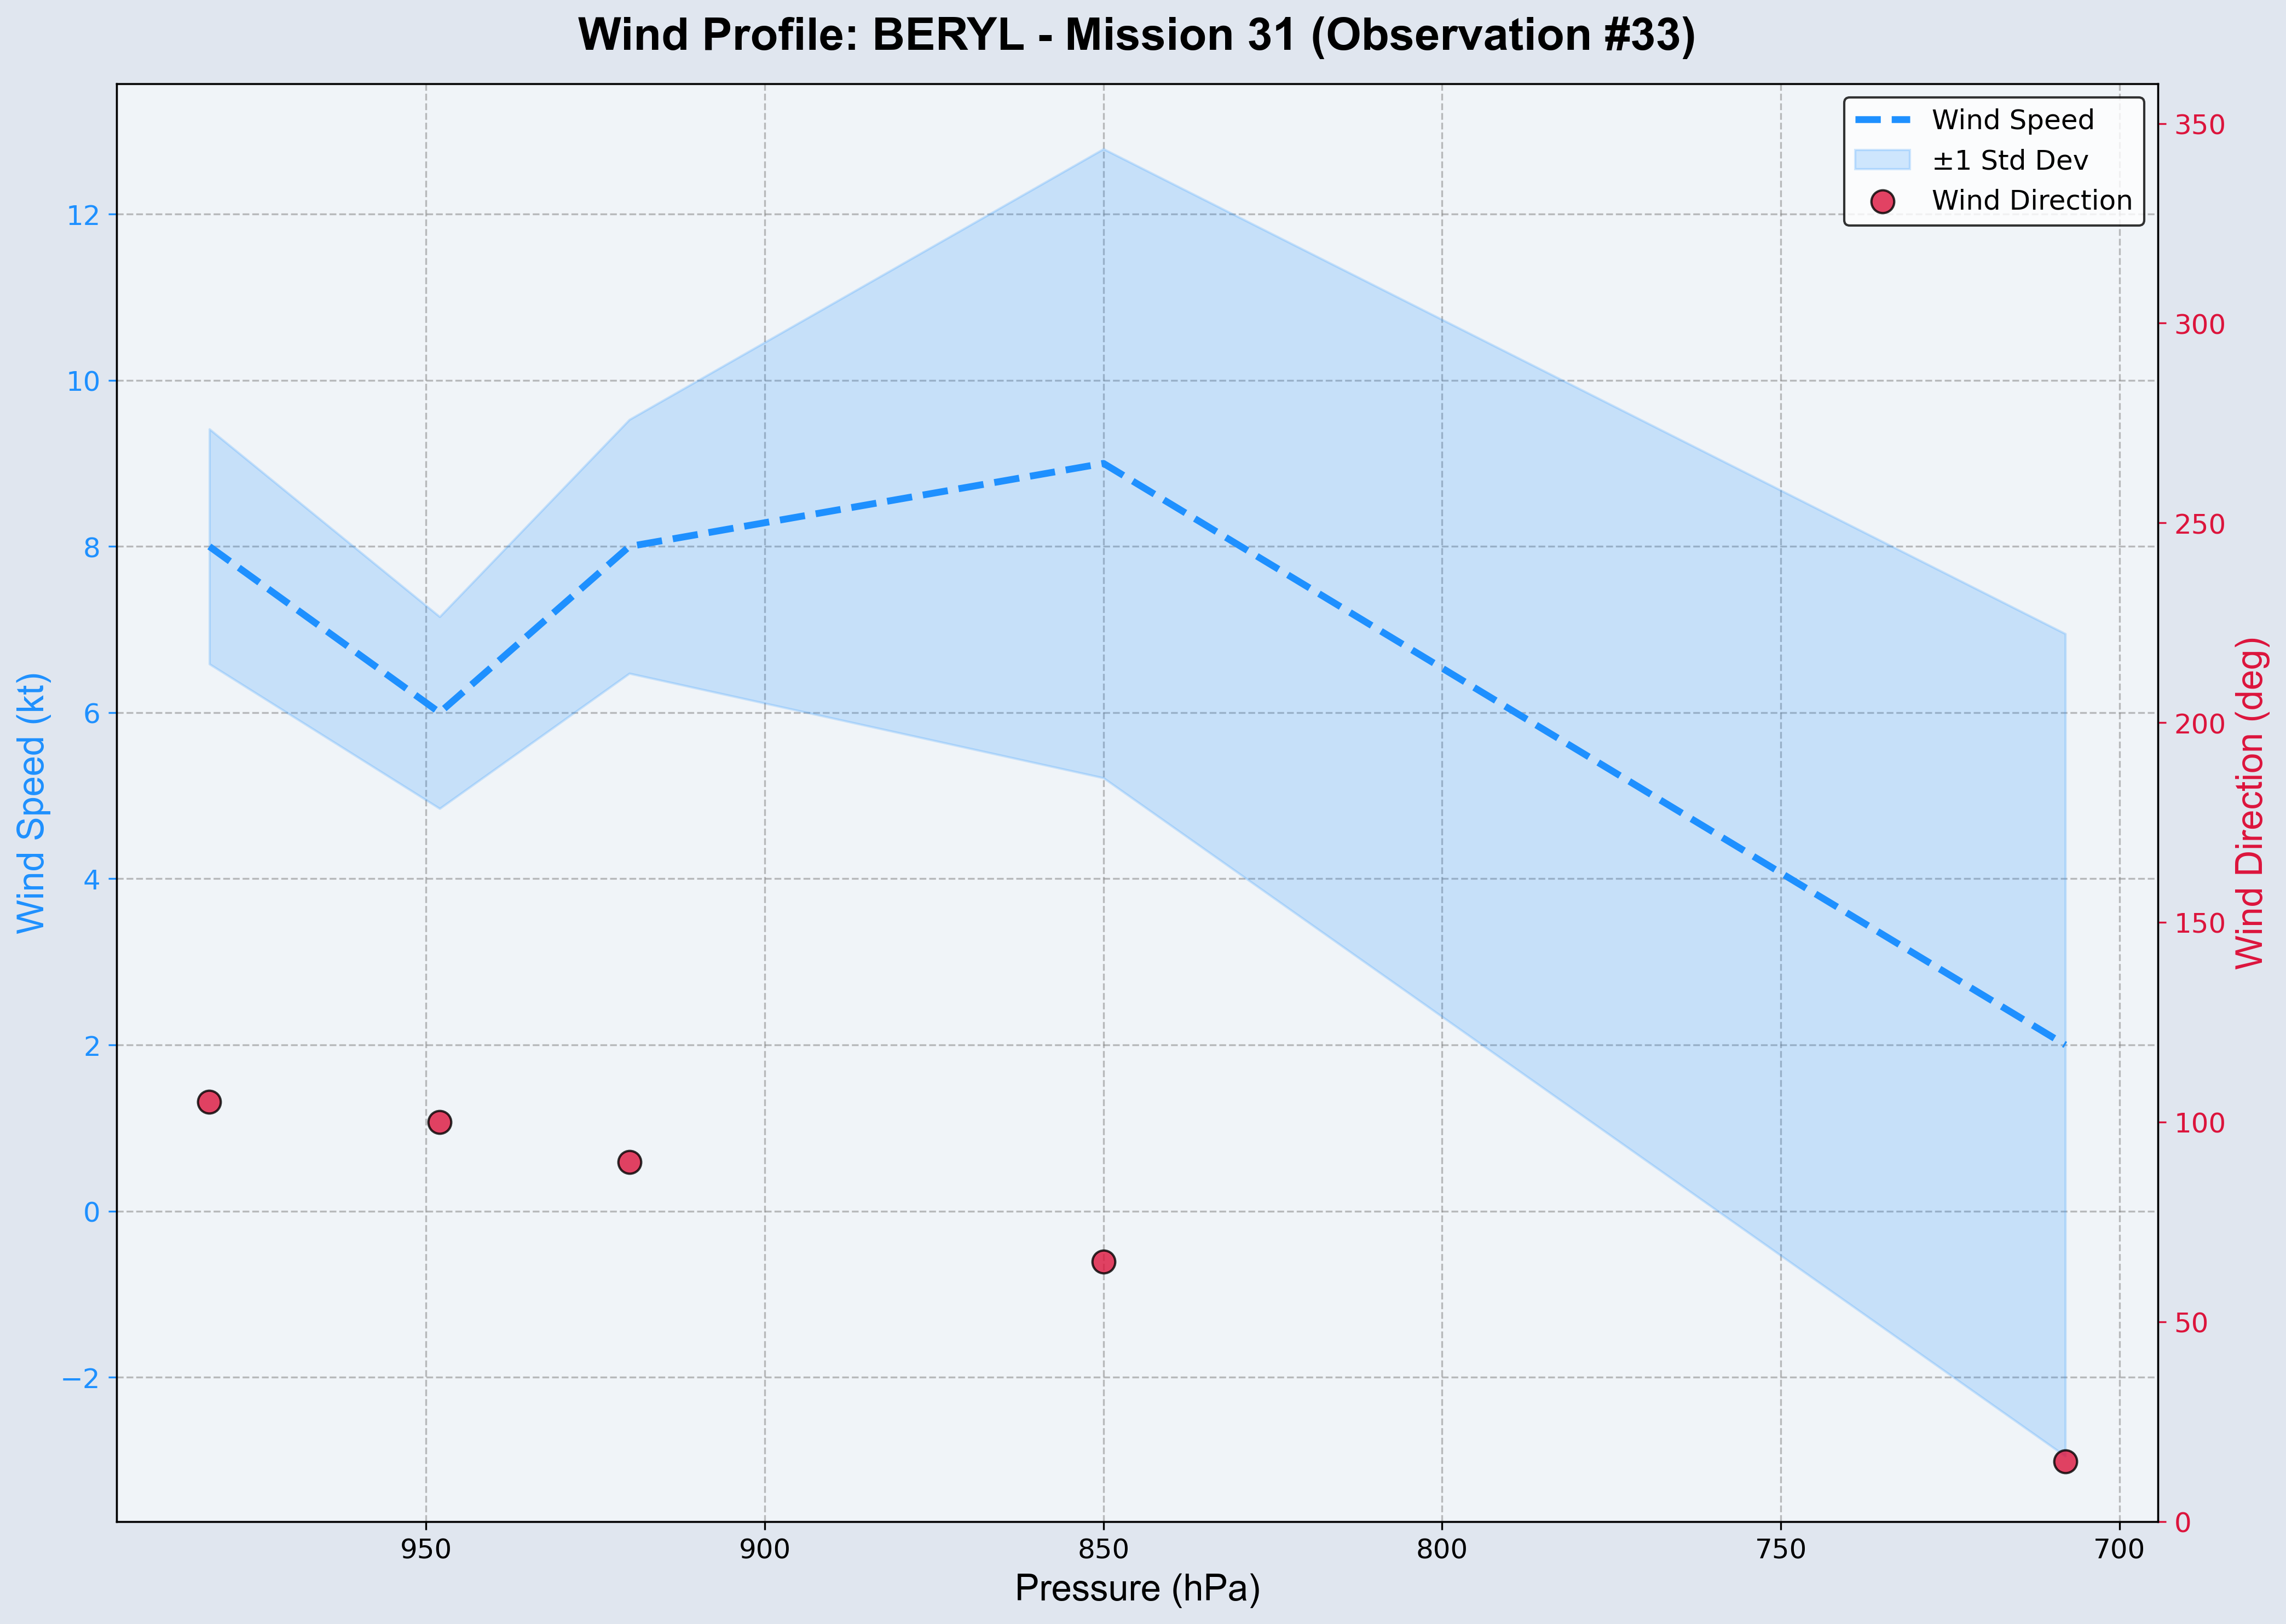 Wind Profile: BERYL - Mission 31 (Observation #33)
Wind Speed
±1 Std Dev
Wind Direction
12
10
8
6
4
2
0
−2
Wind Speed (kt)
350
300
250
200
150
100
50
0
Wind Direction (deg)
950 900 850 800 750 700
Pressure (hPa)